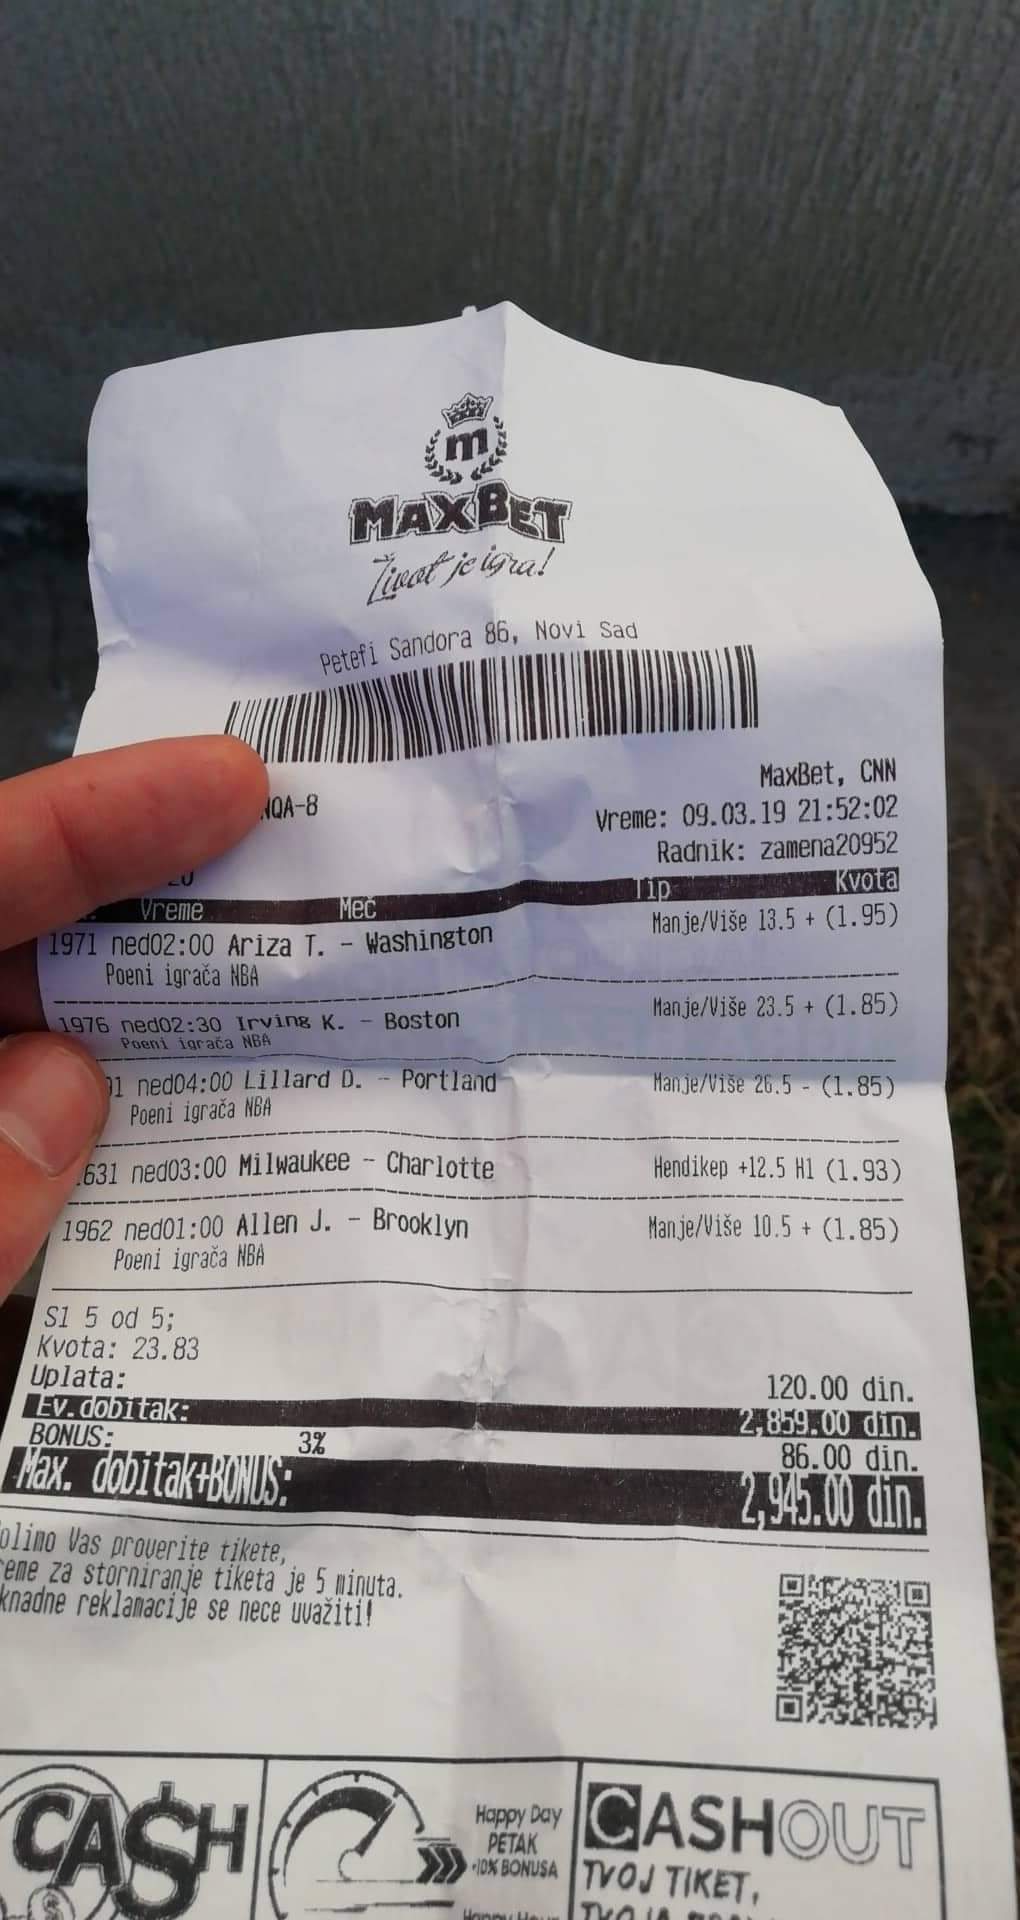 m
MAXBET
Život je igra!
Petefi Sandora 86, Novi Sad
MaxBet, CNN
NQA-8
Vreme: 09.03.19 21:52:02
Radnik: zamena20952
Vreme Meč Tip Kvota
1971 ned02:00 Ariza T. - Washington Manje/Više 13.5 + (1.95)
Poeni igrača NBA
1976 ned02:30 Irving K. - Boston Manje/Više 23.5 + (1.85)
Poeni igrača NBA
ned04:00 Lillard D. - Portland Manje/Više 26.5 - (1.85)
Poeni igrača NBA
631 ned03:00 Milwaukee - Charlotte Hendikep +12.5 H1 (1.93)
1962 ned01:00 Allen J. - Brooklyn Manje/Više 10.5 + (1.85)
Poeni igrača NBA
S1 5 od 5;
Kvota: 23.83
Uplata: 120.00 din.
Ev.dobitak: 2,859.00 din.
BONUS: 3% 86.00 din.
Max. dobitak+BONUS: 2,945.00 din.
olimo Vas proverite tikete,
reme za storniranje tiketa je 5 minuta.
knadne reklamacije se nece uvažiti!
CA$H
Happy Day
PETAK
+10% BONUSA
CASHOUT
TVOJ TIKET,